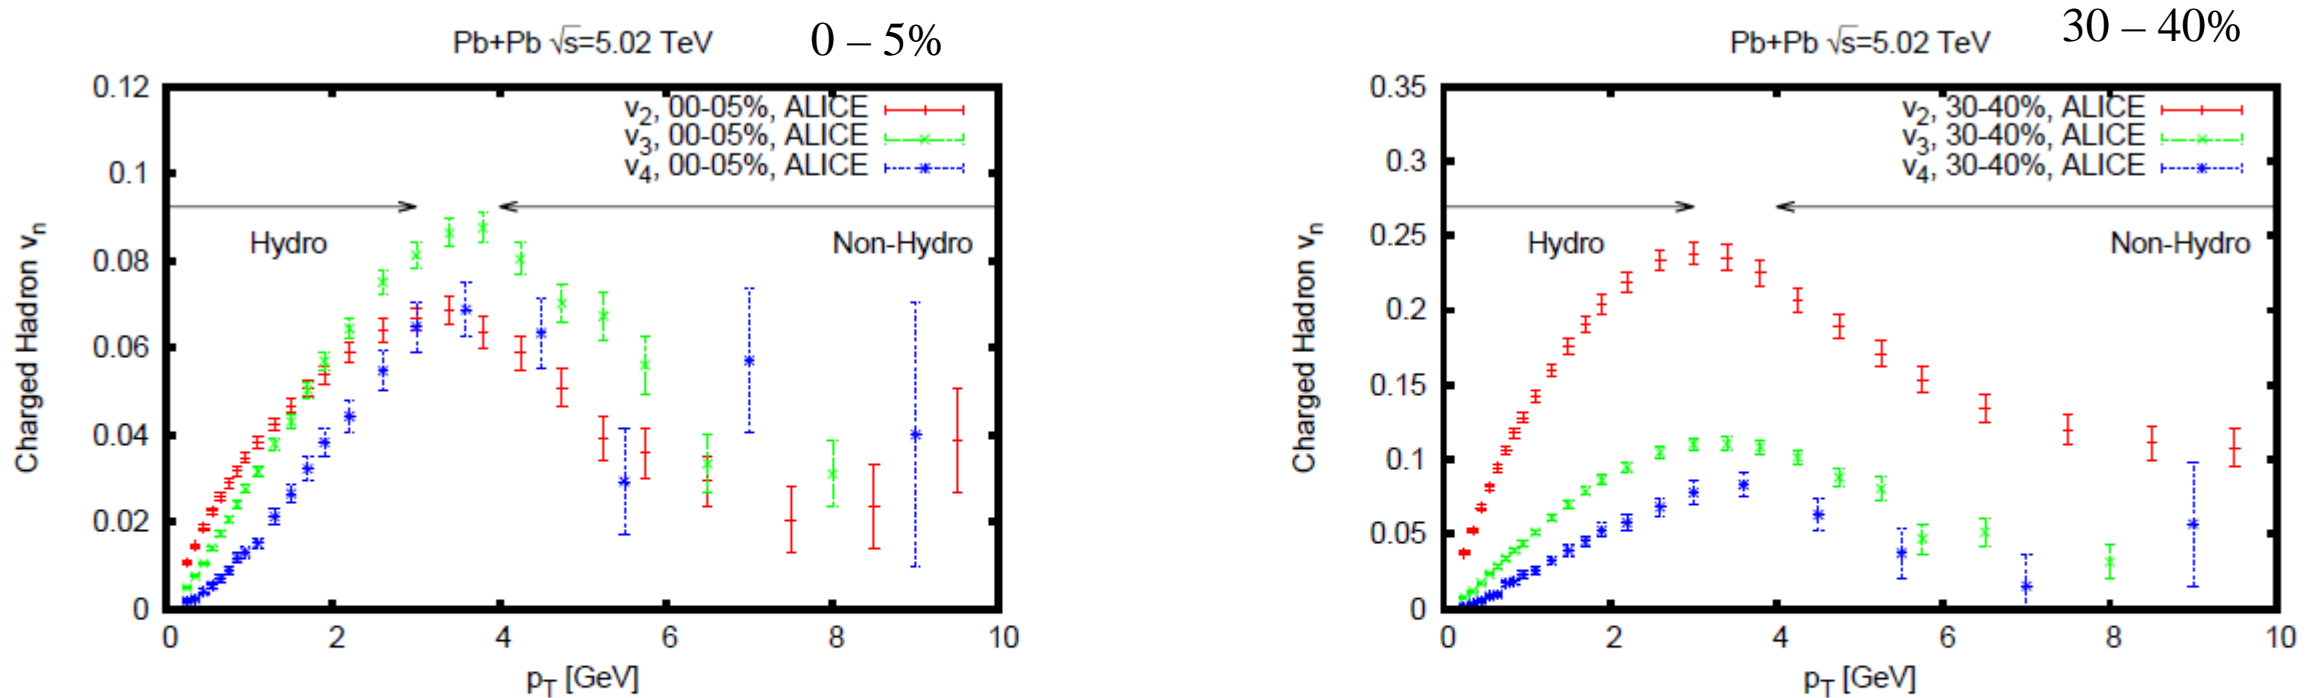 Pb+Pb √s=5.02 TeV 0 – 5%
0.12
0.1
0.08
0.06
0.04
0.02
0
v2, 00-05%, ALICE
v3, 00-05%, ALICE
v4, 00-05%, ALICE
Hydro
Non-Hydro
Charged Hadron vn
0 2 4 6 8 10
pT [GeV]
Pb+Pb √s=5.02 TeV 30 – 40%
0.35
0.3
0.25
0.2
0.15
0.1
0.05
0
v2, 30-40%, ALICE
v3, 30-40%, ALICE
v4, 30-40%, ALICE
Hydro
Non-Hydro
Charged Hadron vn
0 2 4 6 8 10
pT [GeV]